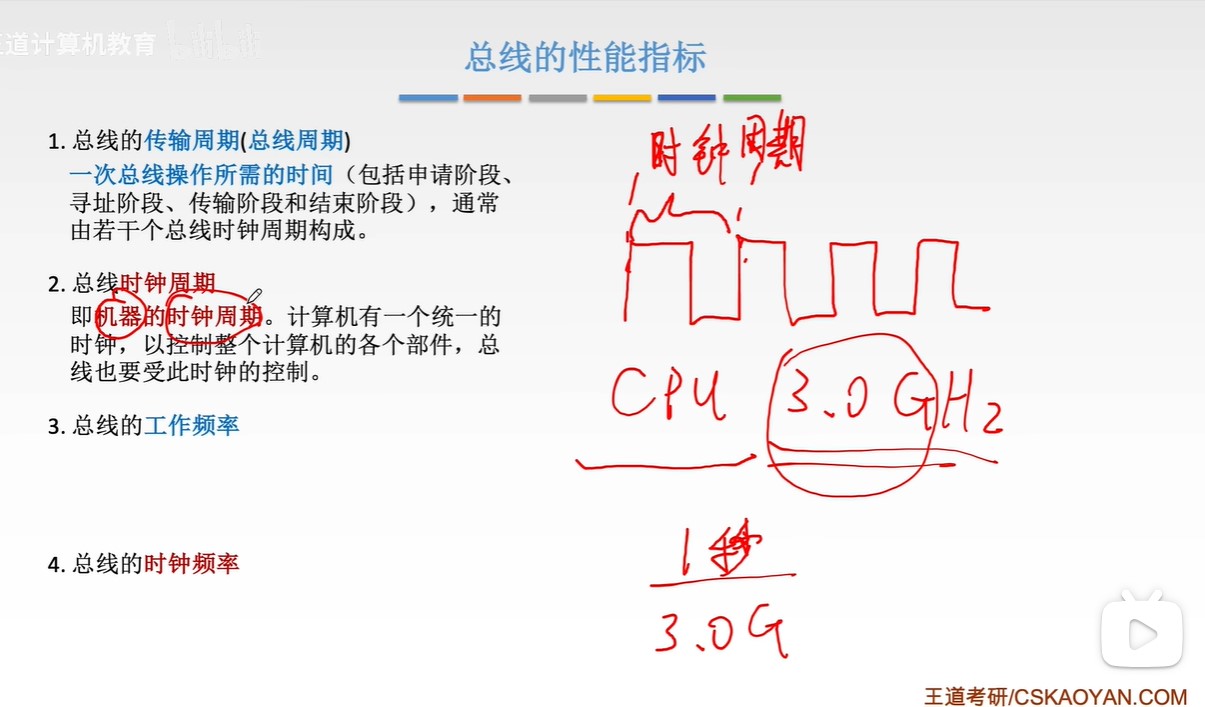 王道计算机教育
总线的性能指标
1. 总线的传输周期(总线周期)
一次总线操作所需的时间（包括申请阶段、
寻址阶段、传输阶段和结束阶段），通常
由若干个总线时钟周期构成。
2. 总线时钟周期
即机器的时钟周期。计算机有一个统一的
时钟，以控制整个计算机的各个部件，总
线也要受此时钟的控制。
3. 总线的工作频率
4. 总线的时钟频率
时钟周期
CPU 3.0GHz
1秒
3.0G
王道考研/CSKAOYAN.COM